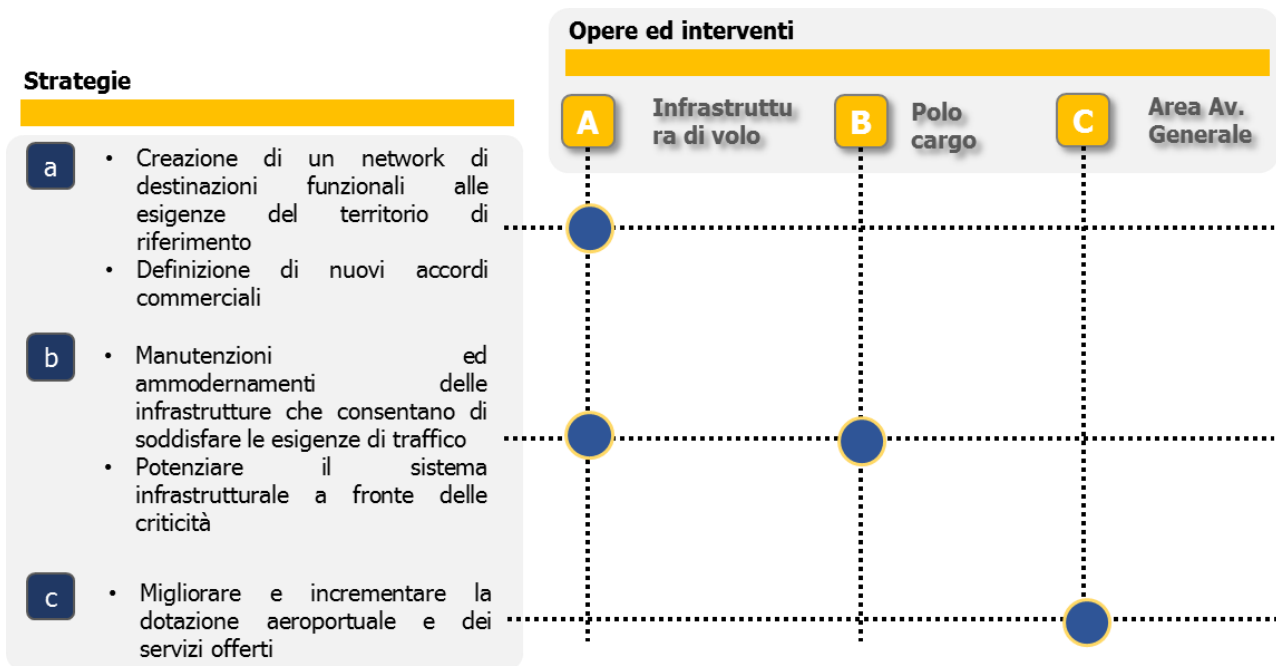 Opere ed interventi
Strategie
A
Infrastruttu
ra di volo
B
Polo
cargo
C
Area Av.
Generale
a
• Creazione di un network di
destinazioni funzionali alle
esigenze del territorio di
riferimento
• Definizione di nuovi accordi
commerciali
b
• Manutenzioni ed
ammodernamenti delle
infrastrutture che consentano di
soddisfare le esigenze di traffico
• Potenziare il sistema
infrastrutturale a fronte delle
criticità
c
• Migliorare e incrementare la
dotazione aeroportuale e dei
servizi offerti